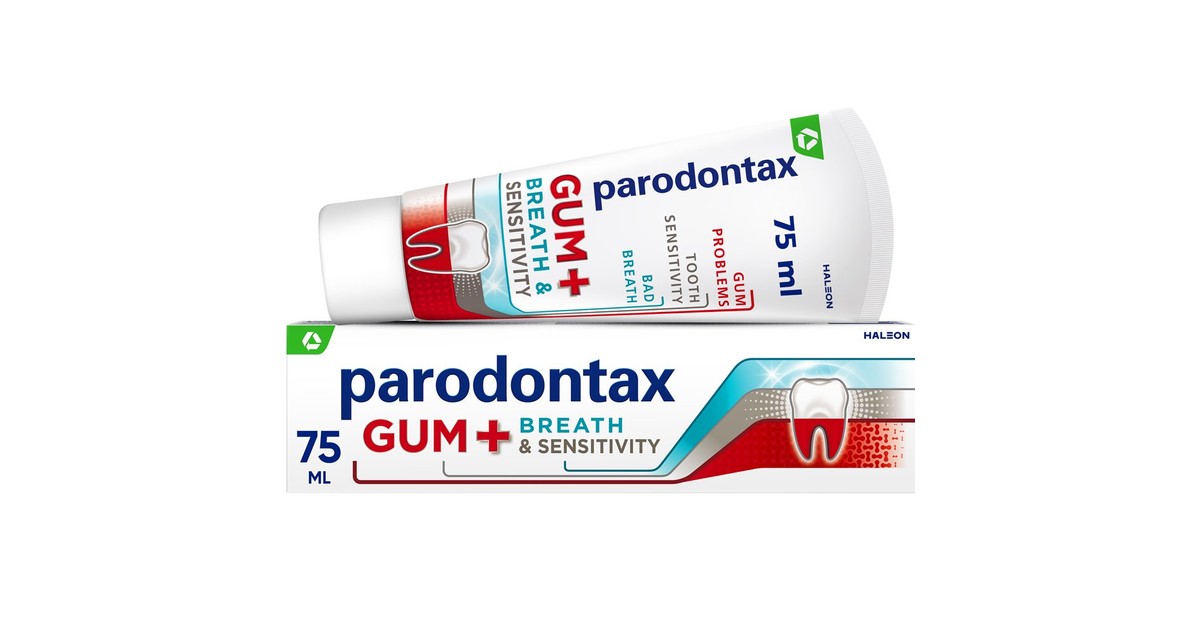 parodontax
GUM+
BREATH &
SENSITIVITY
GUM
PROBLEMS
TOOTH
SENSITIVITY
BAD
BREATH
75 ml
HALEON
HALEON
parodontax
GUM+ BREATH
& SENSITIVITY
75
ML